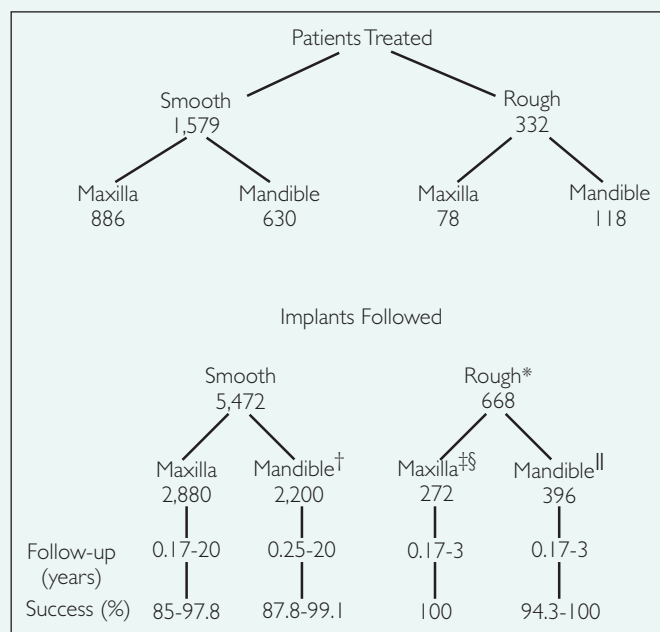 Patients Treated
Smooth Rough
1,579 332
Maxilla Mandible Maxilla Mandible
886 630 78 118
Implants Followed
Smooth Rough*
5,472 668
Maxilla Mandible† Maxilla‡§ Mandible||
2,880 2,200 272 396
Follow-up 0.17-20 0.25-20 0.17-3 0.17-3
(years)
Success (%) 85-97.8 87.8-99.1 100 94.3-100